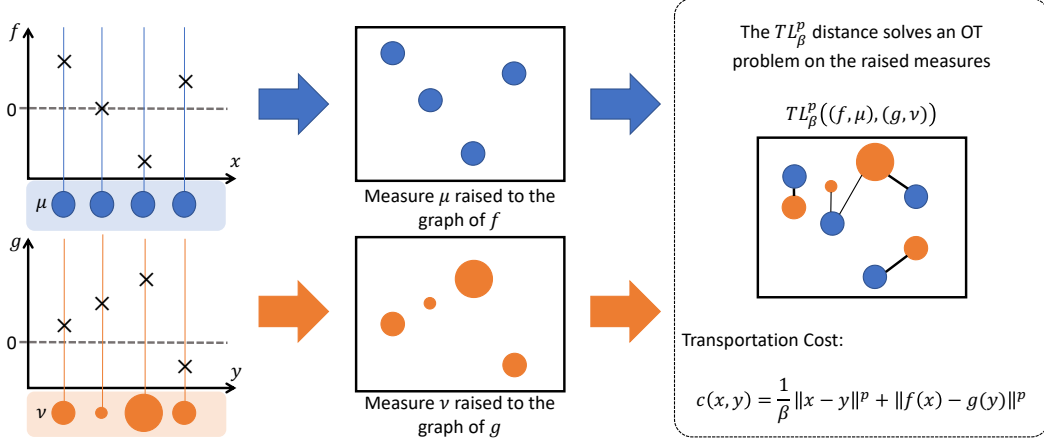 f
0
x
μ
Measure μ raised to the
graph of f
g
0
y
ν
Measure ν raised to the
graph of g
The TL^p_β distance solves an OT
problem on the raised measures
TL^p_β((f, μ), (g, ν))
Transportation Cost:
c(x, y) = 1/β ‖x − y‖^p + ‖f(x) − g(y)‖^p